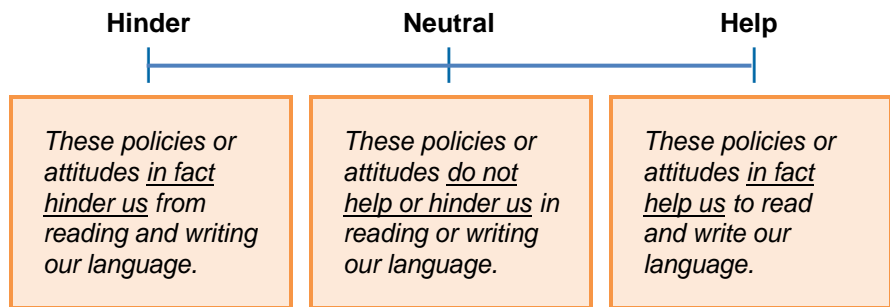 Hinder Neutral Help
These policies or
attitudes in fact
hinder us from
reading and writing
our language.
These policies or
attitudes do not
help or hinder us in
reading or writing
our language.
These policies or
attitudes in fact
help us to read
and write our
language.